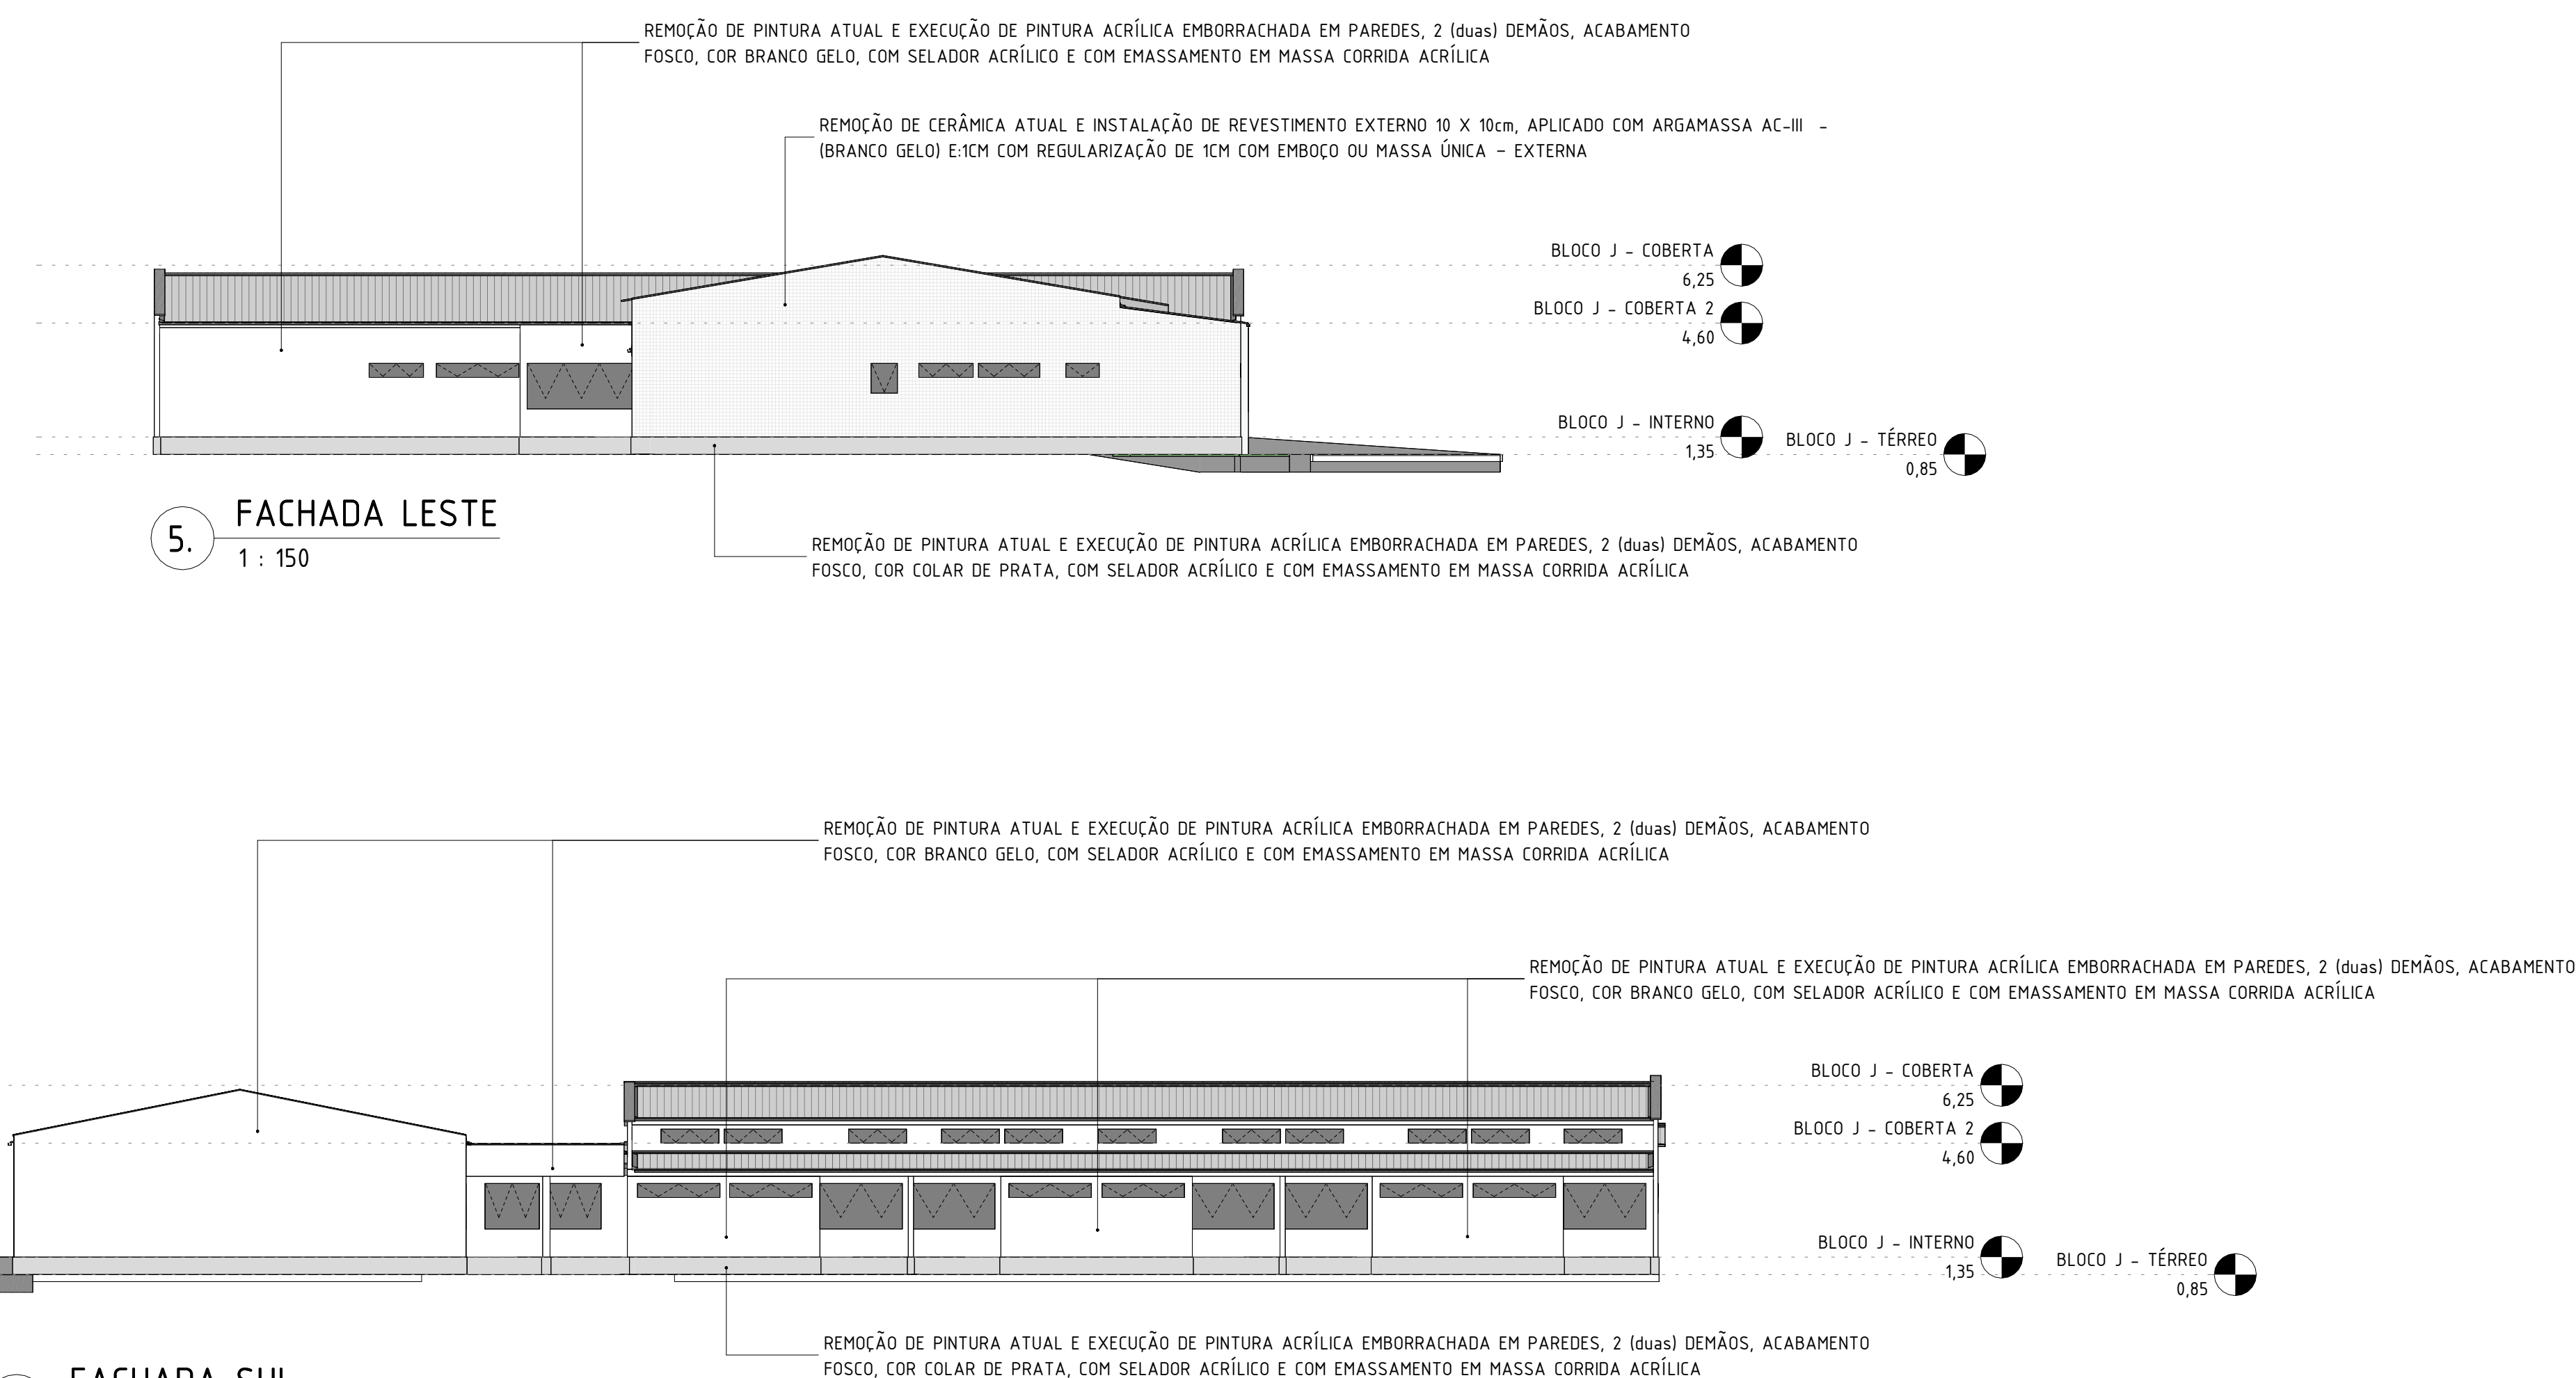 REMOÇÃO DE PINTURA ATUAL E EXECUÇÃO DE PINTURA ACRÍLICA EMBORRACHADA EM PAREDES, 2 (duas) DEMÃOS, ACABAMENTO
FOSCO, COR BRANCO GELO, COM SELADOR ACRÍLICO E COM EMASSAMENTO EM MASSA CORRIDA ACRÍLICA
REMOÇÃO DE CERÂMICA ATUAL E INSTALAÇÃO DE REVESTIMENTO EXTERNO 10 X 10cm, APLICADO COM ARGAMASSA AC-III -
(BRANCO GELO) E:1CM COM REGULARIZAÇÃO DE 1CM COM EMBOÇO OU MASSA ÚNICA - EXTERNA
BLOCO J - COBERTA
6,25
BLOCO J - COBERTA 2
4,60
BLOCO J - INTERNO
1,35
BLOCO J - TÉRREO
0,85
5.
FACHADA LESTE
1 : 150
REMOÇÃO DE PINTURA ATUAL E EXECUÇÃO DE PINTURA ACRÍLICA EMBORRACHADA EM PAREDES, 2 (duas) DEMÃOS, ACABAMENTO
FOSCO, COR COLAR DE PRATA, COM SELADOR ACRÍLICO E COM EMASSAMENTO EM MASSA CORRIDA ACRÍLICA
REMOÇÃO DE PINTURA ATUAL E EXECUÇÃO DE PINTURA ACRÍLICA EMBORRACHADA EM PAREDES, 2 (duas) DEMÃOS, ACABAMENTO
FOSCO, COR BRANCO GELO, COM SELADOR ACRÍLICO E COM EMASSAMENTO EM MASSA CORRIDA ACRÍLICA
REMOÇÃO DE PINTURA ATUAL E EXECUÇÃO DE PINTURA ACRÍLICA EMBORRACHADA EM PAREDES, 2 (duas) DEMÃOS, ACABAMENTO
FOSCO, COR BRANCO GELO, COM SELADOR ACRÍLICO E COM EMASSAMENTO EM MASSA CORRIDA ACRÍLICA
BLOCO J - COBERTA
6,25
BLOCO J - COBERTA 2
4,60
BLOCO J - INTERNO
1,35
BLOCO J - TÉRREO
0,85
REMOÇÃO DE PINTURA ATUAL E EXECUÇÃO DE PINTURA ACRÍLICA EMBORRACHADA EM PAREDES, 2 (duas) DEMÃOS, ACABAMENTO
FOSCO, COR COLAR DE PRATA, COM SELADOR ACRÍLICO E COM EMASSAMENTO EM MASSA CORRIDA ACRÍLICA
FACHADA SUL